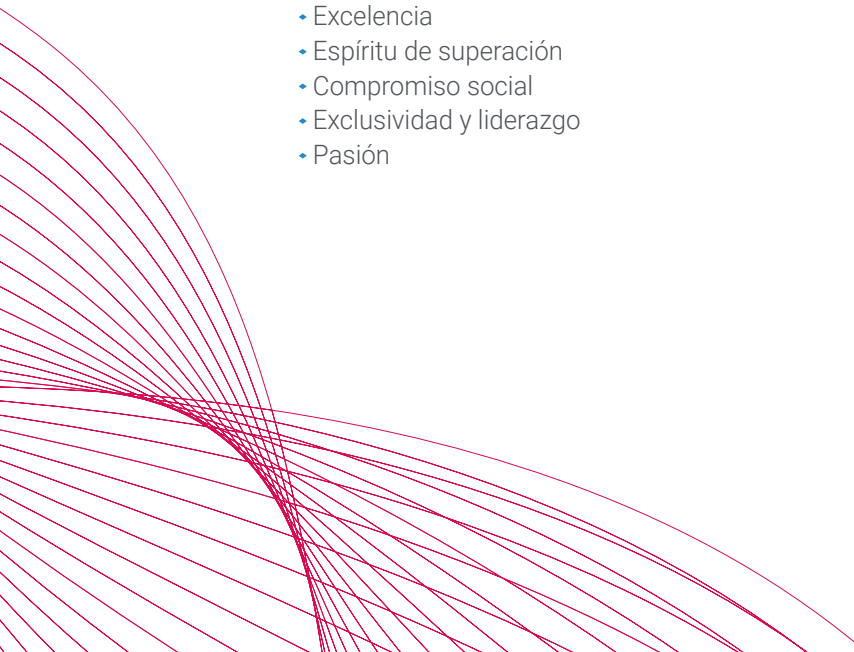 • Excelencia
• Espíritu de superación
• Compromiso social
• Exclusividad y liderazgo
• Pasión